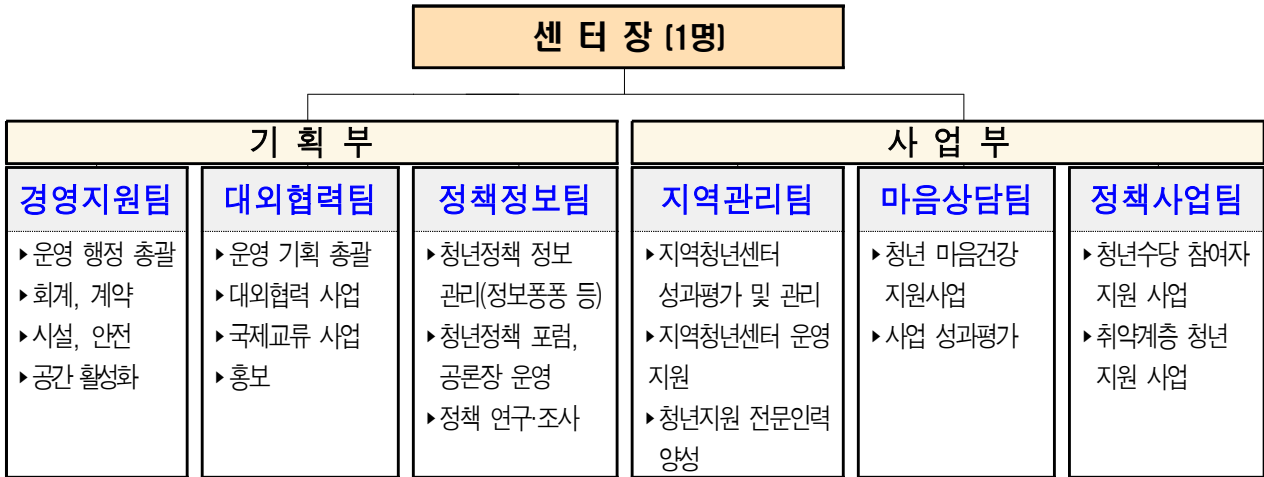 센 터 장 (1명)
기 획 부
사 업 부
경영지원팀
▸운영 행정 총괄
▸회계, 계약
▸시설, 안전
▸공간 활성화
대외협력팀
▸운영 기획 총괄
▸대외협력 사업
▸국제교류 사업
▸홍보
정책정보팀
▸청년정책 정보
관리(정보퐁퐁 등)
▸청년정책 포럼,
공론장 운영
▸정책 연구·조사
지역관리팀
▸지역청년센터
성과평가 및 관리
▸지역청년센터 운영
지원
▸청년지원 전문인력
양성
마음상담팀
▸청년 마음건강
지원사업
▸사업 성과평가
정책사업팀
▸청년수당 참여자
지원 사업
▸취약계층 청년
지원 사업